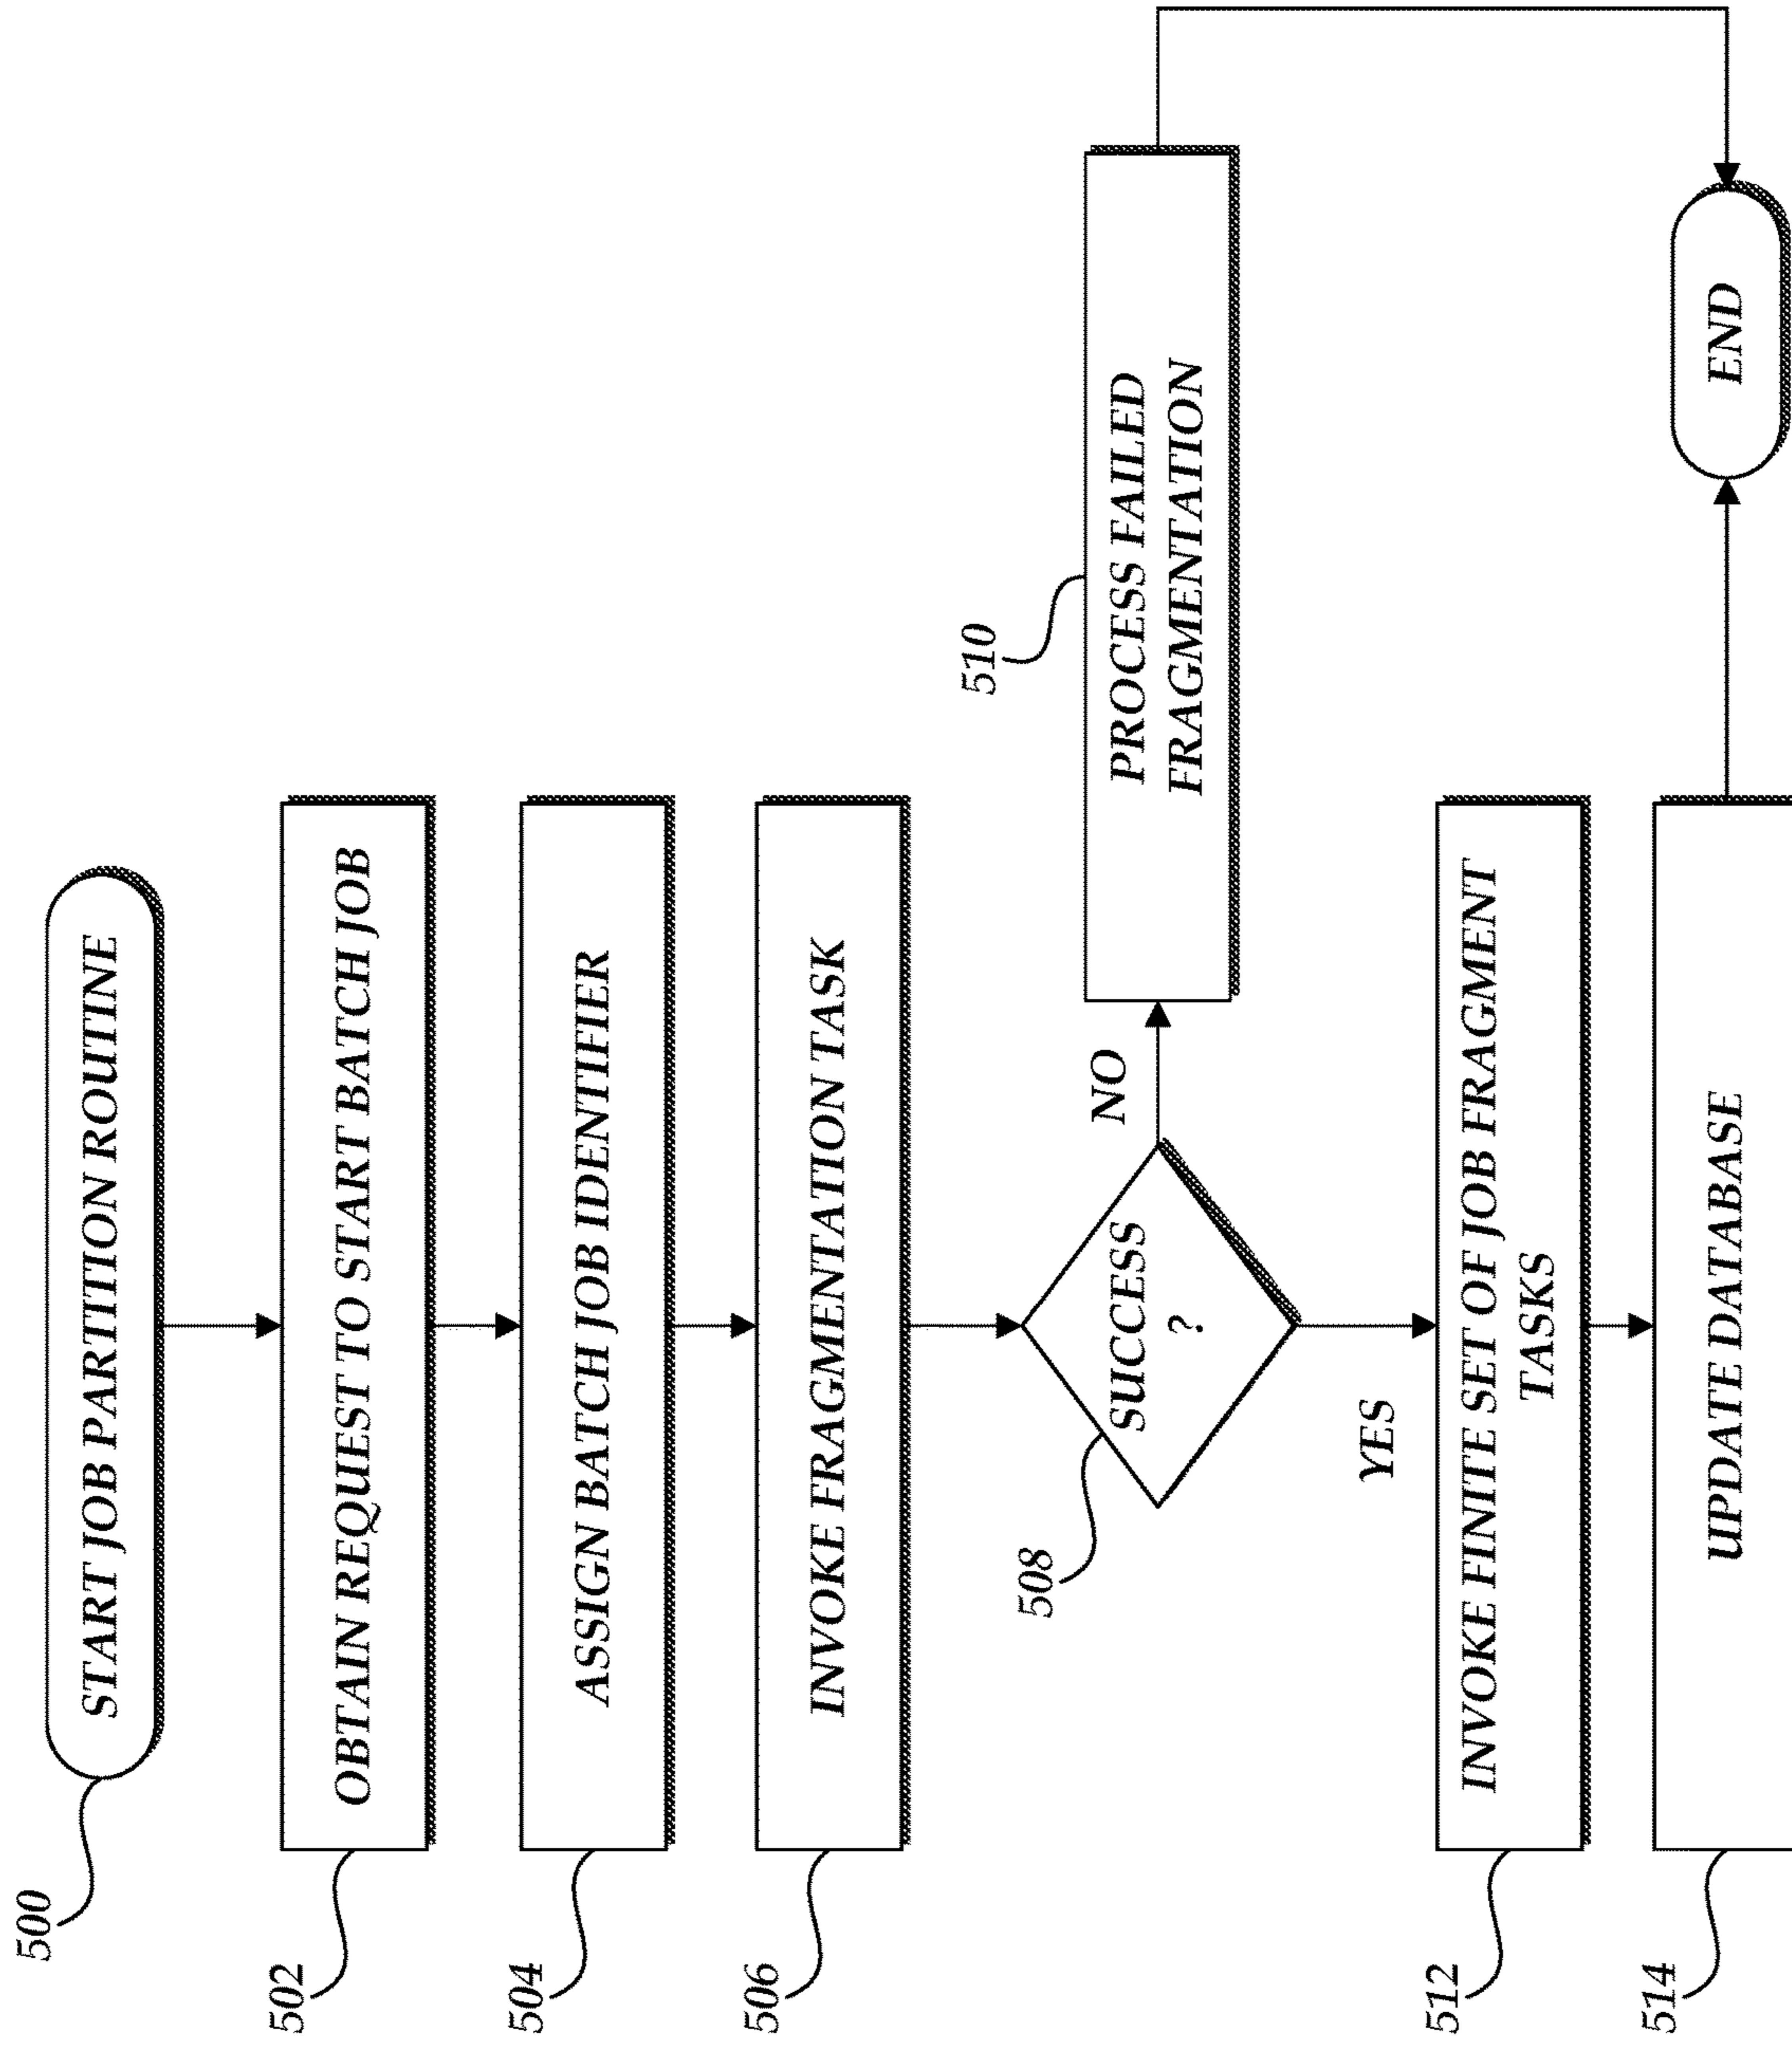 500
START JOB PARTITION ROUTINE
502
OBTAIN REQUEST TO START BATCH JOB
504
ASSIGN BATCH JOB IDENTIFIER
506
INVOKE FRAGMENTATION TASK
508
SUCCESS
?
NO
510
PROCESS FAILED
FRAGMENTATION
YES
512
INVOKE FINITE SET OF JOB FRAGMENT
TASKS
514
UPDATE DATABASE
END